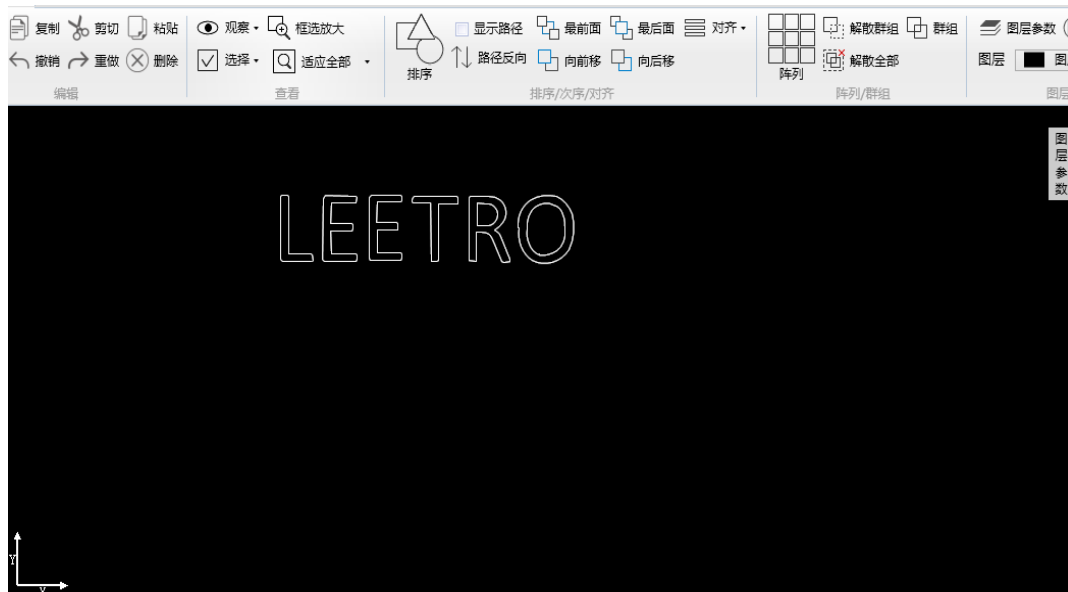 复制 剪切 粘贴 观察 框选放大 显示路径 最前面 最后面 对齐 解散群组 群组 图层参数
撤销 重做 删除 选择 适应全部 排序 路径反向 向前移 向后移 阵列 解散全部 图层
编辑 查看 排序/次序/对齐 阵列/群组 图层
图层参数
LEETRO
Y
X